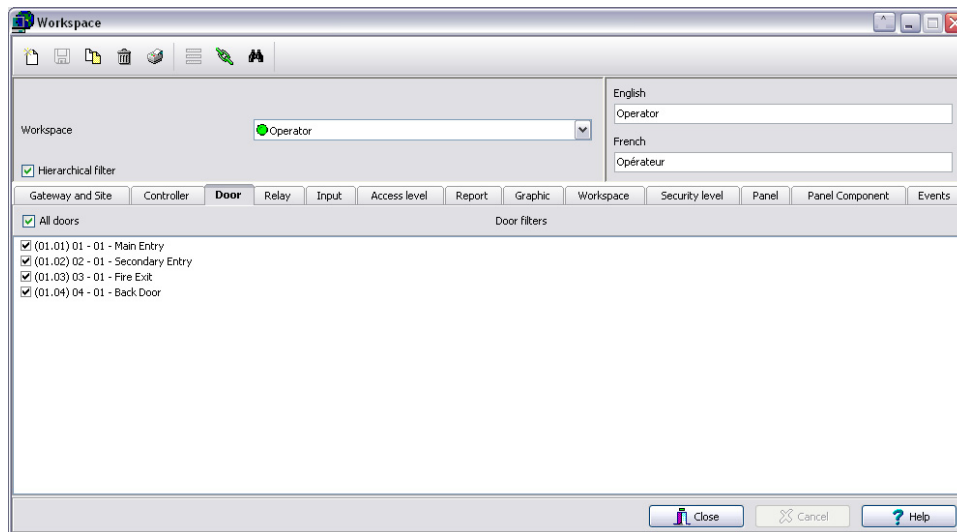 Workspace
English
Operator
Workspace
Operator
French
Opérateur
Hierarchical filter
Gateway and Site Controller Door Relay Input Access level Report Graphic Workspace Security level Panel Panel Component Events
All doors Door filters
(01.01) 01 - 01 - Main Entry
(01.02) 02 - 01 - Secondary Entry
(01.03) 03 - 01 - Fire Exit
(01.04) 04 - 01 - Back Door
Close Cancel Help